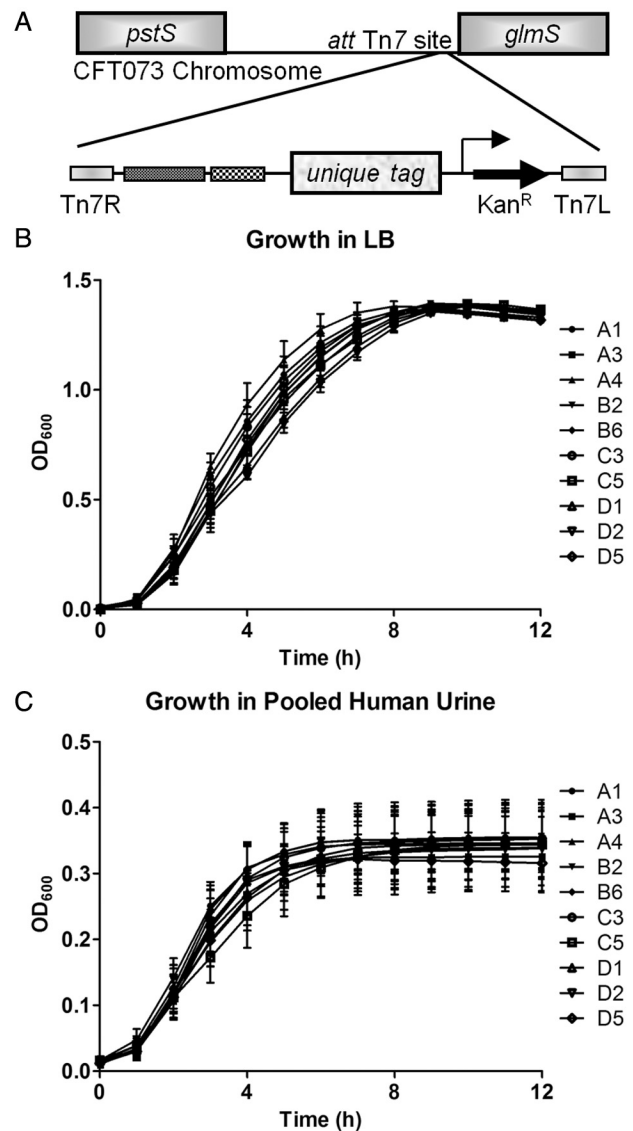 A
pstS
att Tn7 site
glmS
CFT073 Chromosome
unique tag
Tn7R
Kan^R
Tn7L
B
Growth in LB
1.5
1.0
0.5
0.0
OD₆₀₀
0
4
8
12
Time (h)
A1
A3
A4
B2
B6
C3
C5
D1
D2
D5
C
Growth in Pooled Human Urine
0.5
0.4
0.3
0.2
0.1
0.0
OD₆₀₀
0
4
8
12
Time (h)
A1
A3
A4
B2
B6
C3
C5
D1
D2
D5